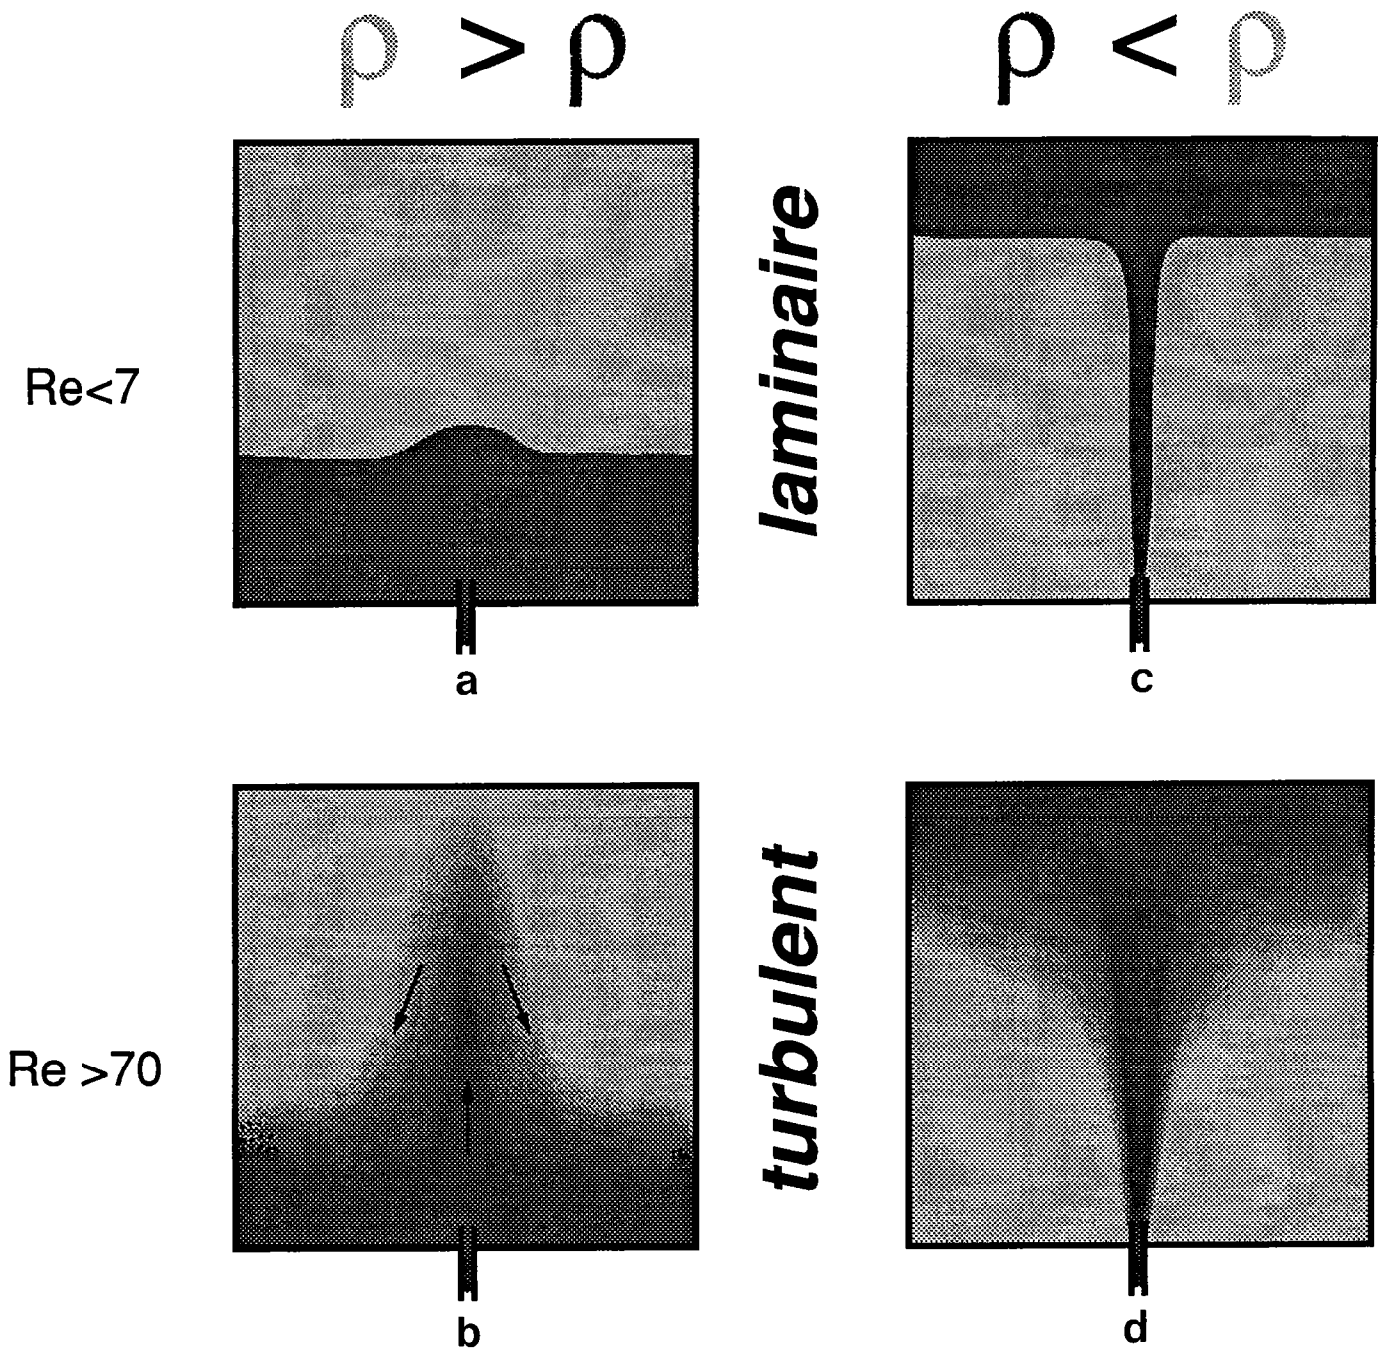 ρ > ρ
ρ < ρ
Re<7
laminaire
a
c
Re >70
turbulent
b
d